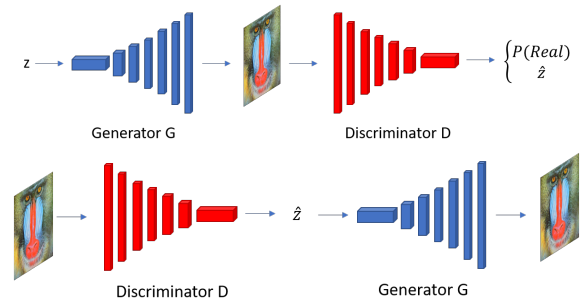 z
P(Real)
ẑ
Generator G
Discriminator D
ẑ
Discriminator D
Generator G